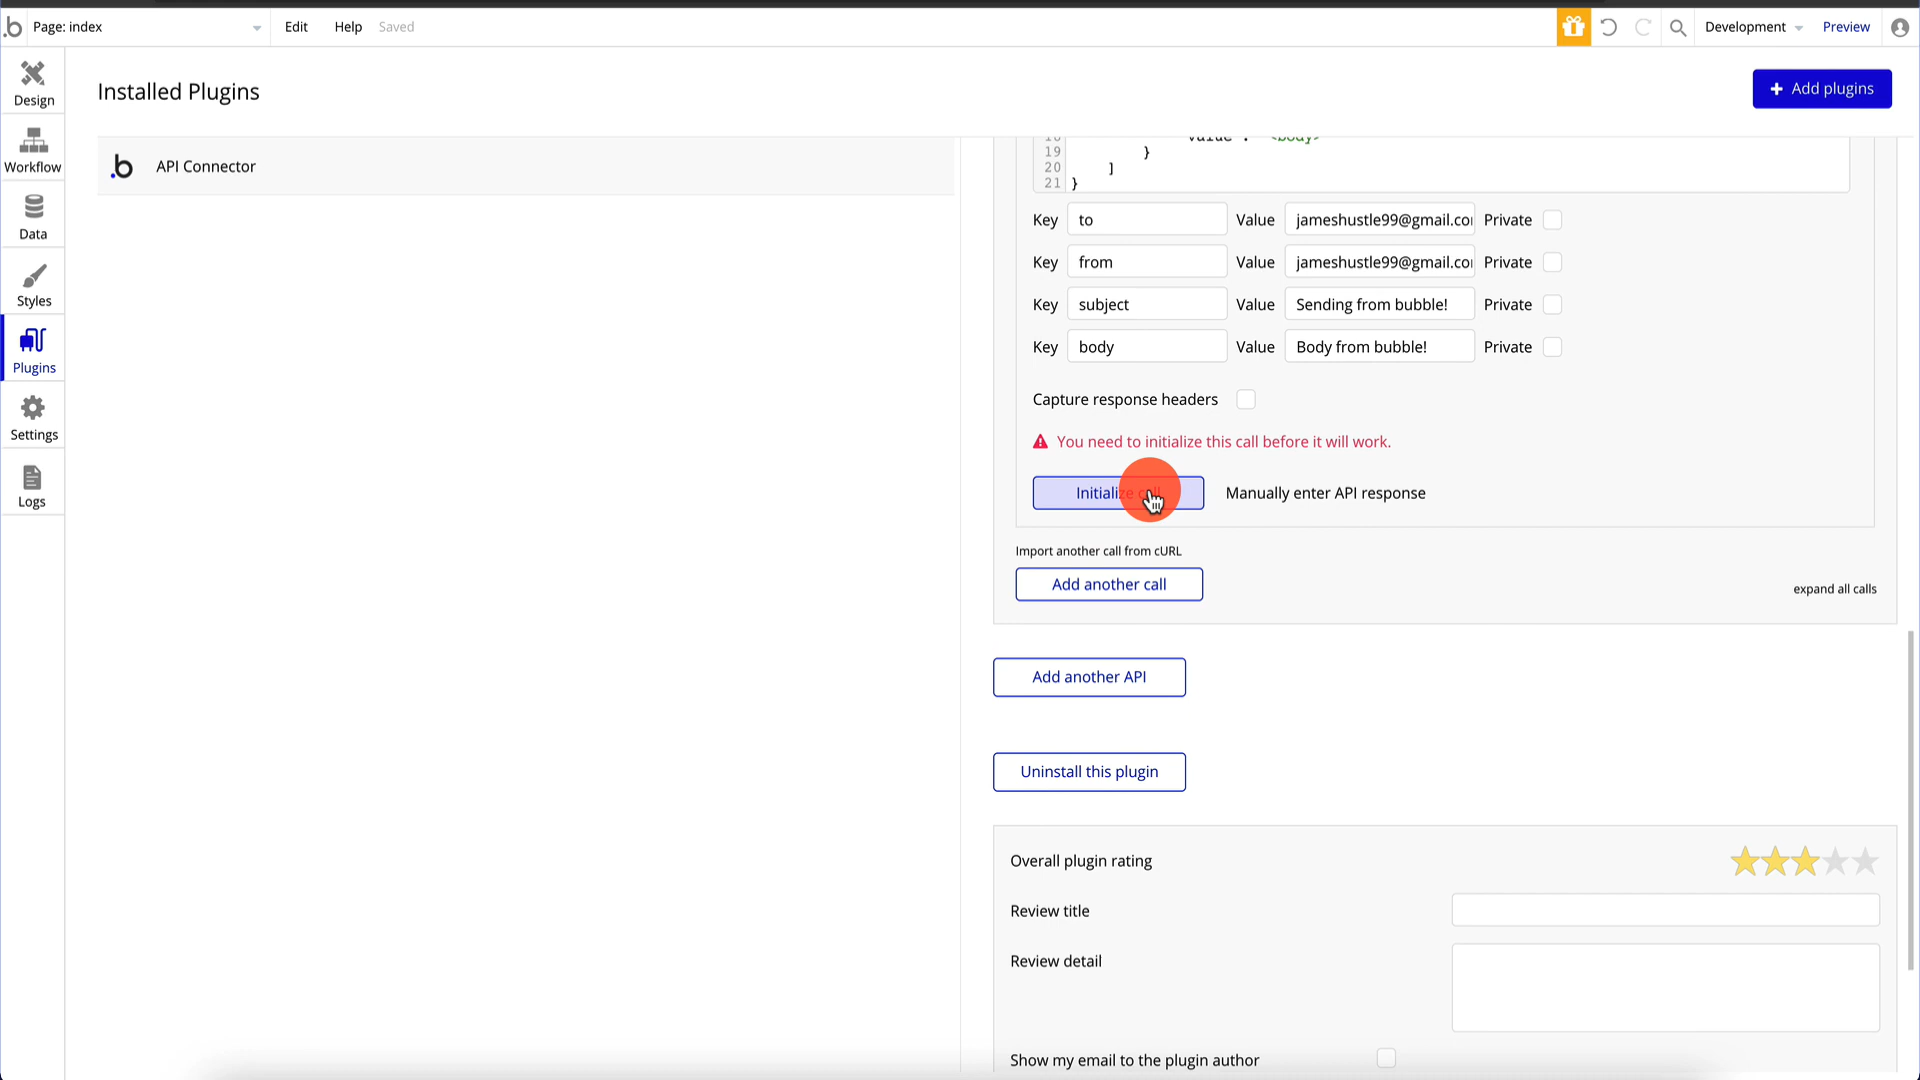 Page: index
Edit
Help
Saved
Development
Preview
Design
Workflow
Data
Styles
Plugins
Settings
Logs
Installed Plugins
+ Add plugins
API Connector
18 "value": "<body>"
19 }
20 ]
21 }
Key to Value jameshustle99@gmail.co Private
Key from Value jameshustle99@gmail.co Private
Key subject Value Sending from bubble! Private
Key body Value Body from bubble! Private
Capture response headers
You need to initialize this call before it will work.
Initialize call Manually enter API response
Import another call from cURL
Add another call
expand all calls
Add another API
Uninstall this plugin
Overall plugin rating
Review title
Review detail
Show my email to the plugin author